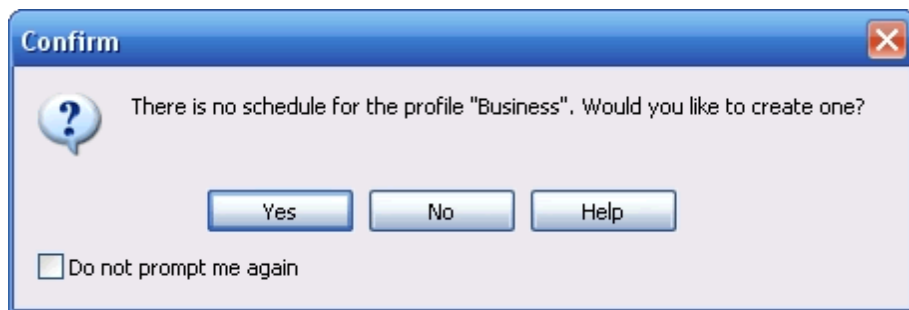 Confirm
There is no schedule for the profile "Business". Would you like to create one?
Yes No Help
Do not prompt me again